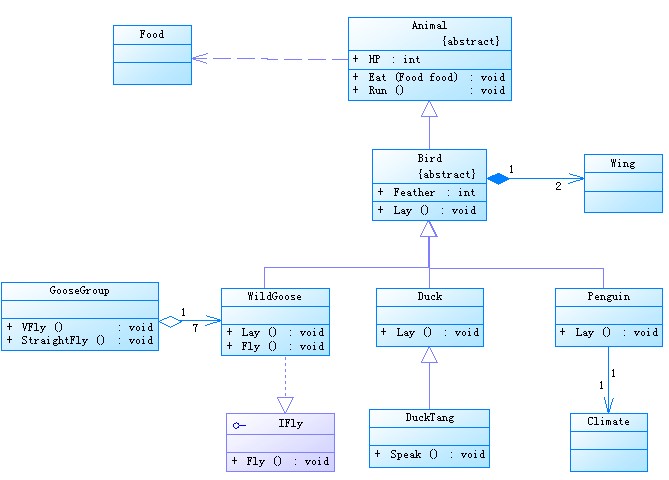 Food
Animal
{abstract}
+ HP : int
+ Eat (Food food) : void
+ Run () : void
Bird
{abstract}
+ Feather : int
+ Lay () : void
1
2
Wing
GooseGroup
+ VFly () : void
+ StraightFly () : void
1
7
WildGoose
+ Lay () : void
+ Fly () : void
Duck
+ Lay () : void
Penguin
+ Lay () : void
1
1
IFly
+ Fly () : void
DuckTang
+ Speak () : void
Climate